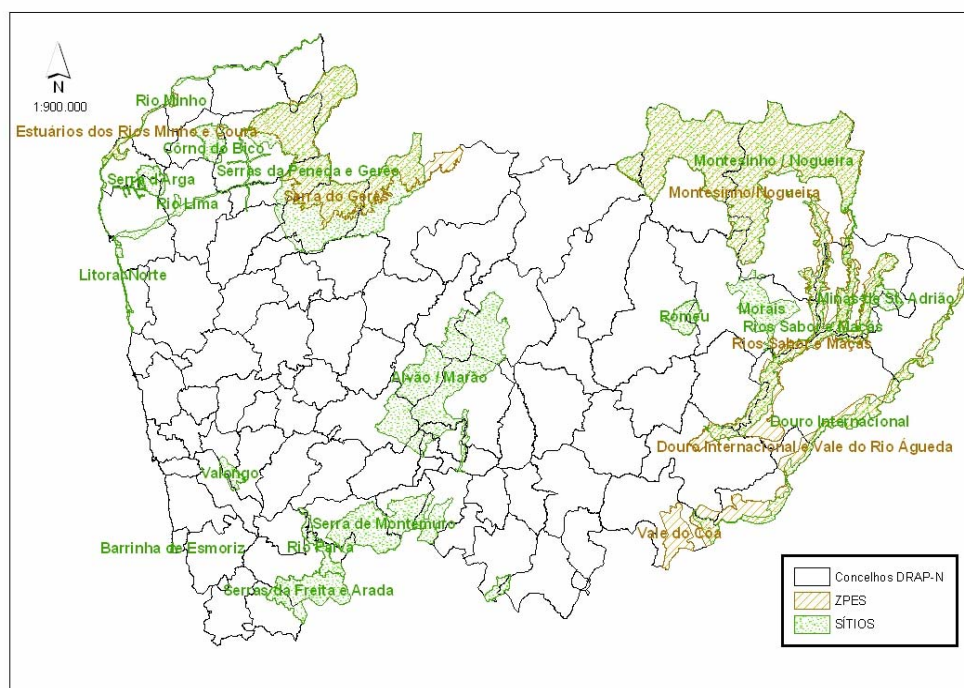 N
1:900.000
Rio Minho
Estuários dos Rios Minho e Coura
Corno do Bico
Serra d'Arga
Serras da Peneda e Gerês
Serra do Gerês
Rio Lima
Litoral Norte
Montesinho / Nogueira
Montesinho/Nogueira
Romeu
Morais
Minas de St. Adrião
Rios Sabor e Maçãs
Rios Sabor e Maçãs
Alvão / Marão
Douro Internacional
Douro Internacional e Vale do Rio Águeda
Valongo
Serra de Montemuro
Vale do Côa
Barrinha de Esmoriz
Rio Paiva
Serras da Freita e Arada
Concelhos DRAP-N
ZPES
SÍTIOS